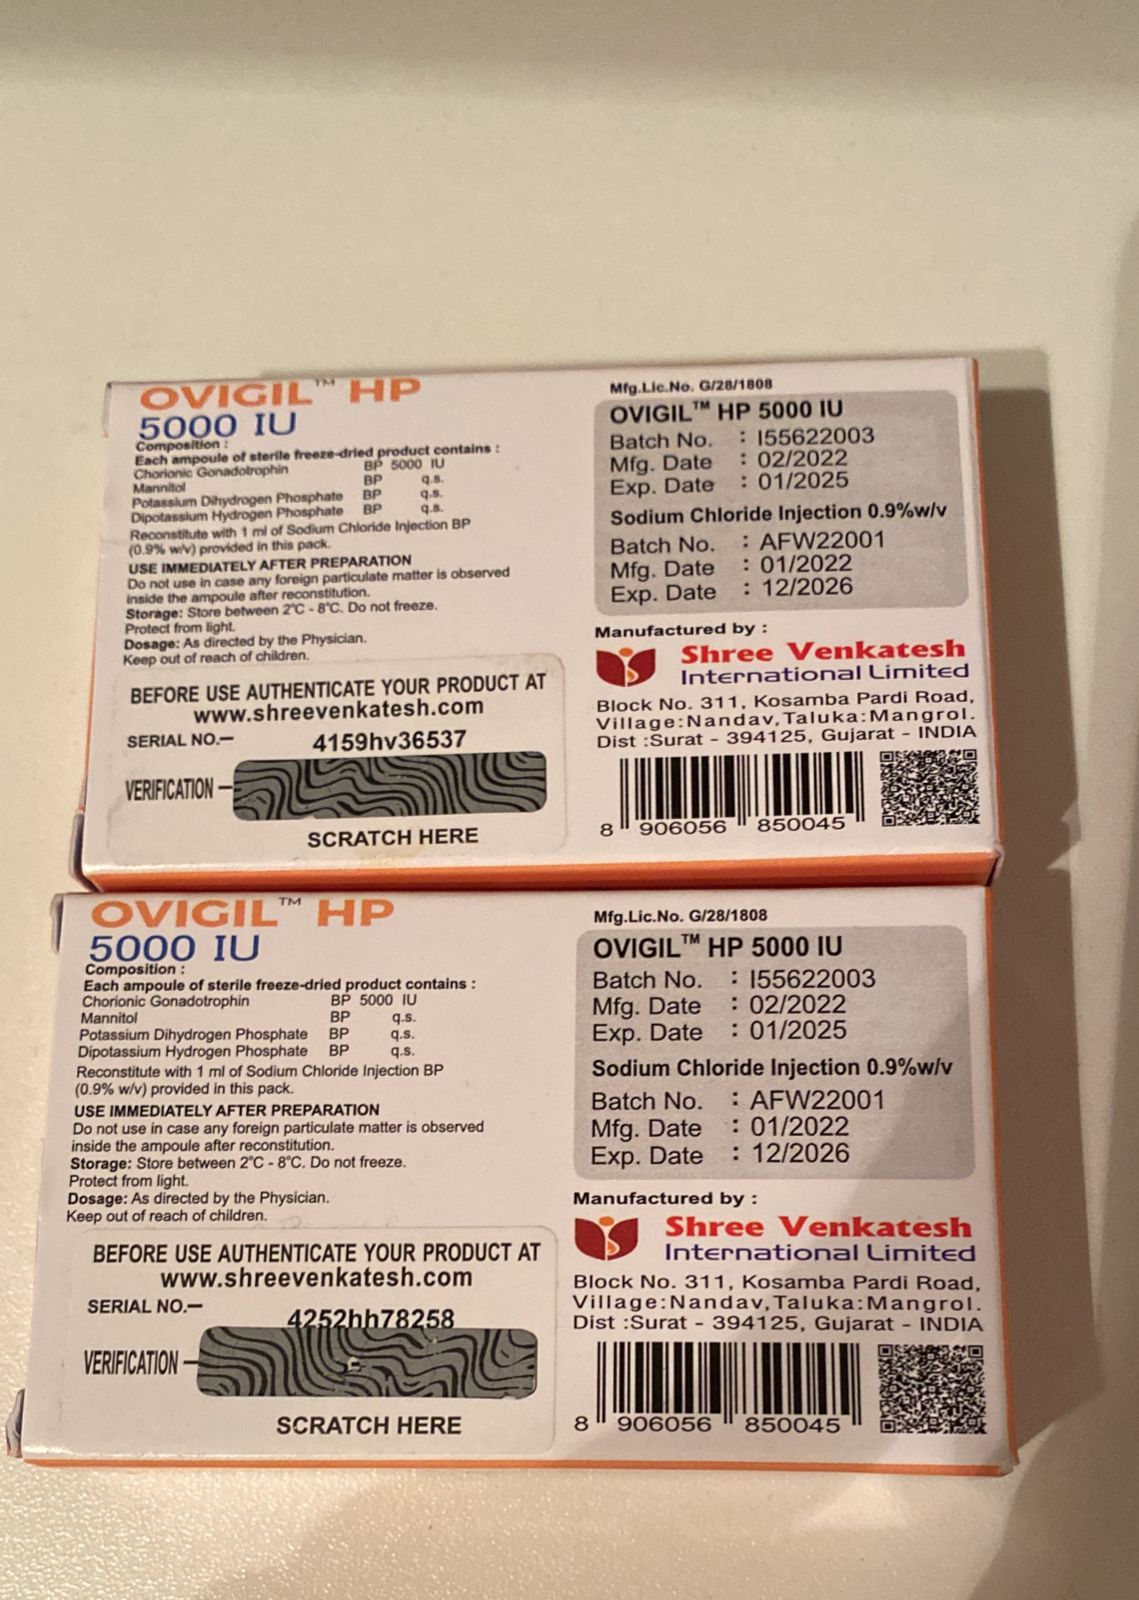 OVIGIL™ HP
5000 IU
Composition :
Each ampoule of sterile freeze-dried product contains :
Chorionic Gonadotrophin BP 5000 IU
Mannitol BP q.s.
Potassium Dihydrogen Phosphate BP q.s.
Dipotassium Hydrogen Phosphate BP q.s.
Reconstitute with 1 ml of Sodium Chloride Injection BP
(0.9% w/v) provided in this pack.
USE IMMEDIATELY AFTER PREPARATION
Do not use in case any foreign particulate matter is observed
inside the ampoule after reconstitution.
Storage: Store between 2°C - 8°C. Do not freeze.
Protect from light.
Dosage: As directed by the Physician.
Keep out of reach of children.
BEFORE USE AUTHENTICATE YOUR PRODUCT AT
www.shreevenkatesh.com
SERIAL NO.– 4159hv36537
VERIFICATION –
SCRATCH HERE
Mfg.Lic.No. G/28/1808
OVIGIL™ HP 5000 IU
Batch No. : I55622003
Mfg. Date : 02/2022
Exp. Date : 01/2025
Sodium Chloride Injection 0.9%w/v
Batch No. : AFW22001
Mfg. Date : 01/2022
Exp. Date : 12/2026
Manufactured by :
Shree Venkatesh
International Limited
Block No. 311, Kosamba Pardi Road,
Village:Nandav,Taluka:Mangrol.
Dist :Surat - 394125, Gujarat - INDIA
8 906056 850045
OVIGIL™ HP
5000 IU
Composition :
Each ampoule of sterile freeze-dried product contains :
Chorionic Gonadotrophin BP 5000 IU
Mannitol BP q.s.
Potassium Dihydrogen Phosphate BP q.s.
Dipotassium Hydrogen Phosphate BP q.s.
Reconstitute with 1 ml of Sodium Chloride Injection BP
(0.9% w/v) provided in this pack.
USE IMMEDIATELY AFTER PREPARATION
Do not use in case any foreign particulate matter is observed
inside the ampoule after reconstitution.
Storage: Store between 2°C - 8°C. Do not freeze.
Protect from light.
Dosage: As directed by the Physician.
Keep out of reach of children.
BEFORE USE AUTHENTICATE YOUR PRODUCT AT
www.shreevenkatesh.com
SERIAL NO.– 4252hh78258
VERIFICATION –
SCRATCH HERE
Mfg.Lic.No. G/28/1808
OVIGIL™ HP 5000 IU
Batch No. : I55622003
Mfg. Date : 02/2022
Exp. Date : 01/2025
Sodium Chloride Injection 0.9%w/v
Batch No. : AFW22001
Mfg. Date : 01/2022
Exp. Date : 12/2026
Manufactured by :
Shree Venkatesh
International Limited
Block No. 311, Kosamba Pardi Road,
Village:Nandav,Taluka:Mangrol.
Dist :Surat - 394125, Gujarat - INDIA
8 906056 850045